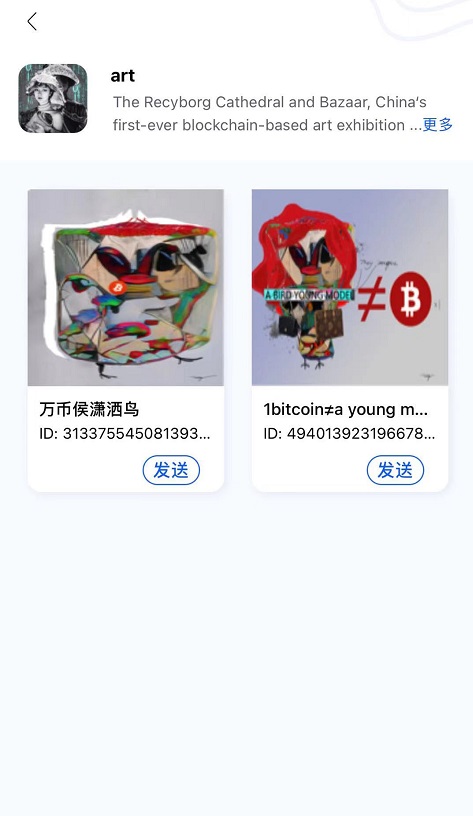 art
The Recyborg Cathedral and Bazaar, China's
first-ever blockchain-based art exhibition ...更多
A BIRD YOUNG MODEL
≠
万币侯潇洒鸟
1bitcoin≠a young m...
ID: 313375545081393...
ID: 494013923196678...
发送
发送